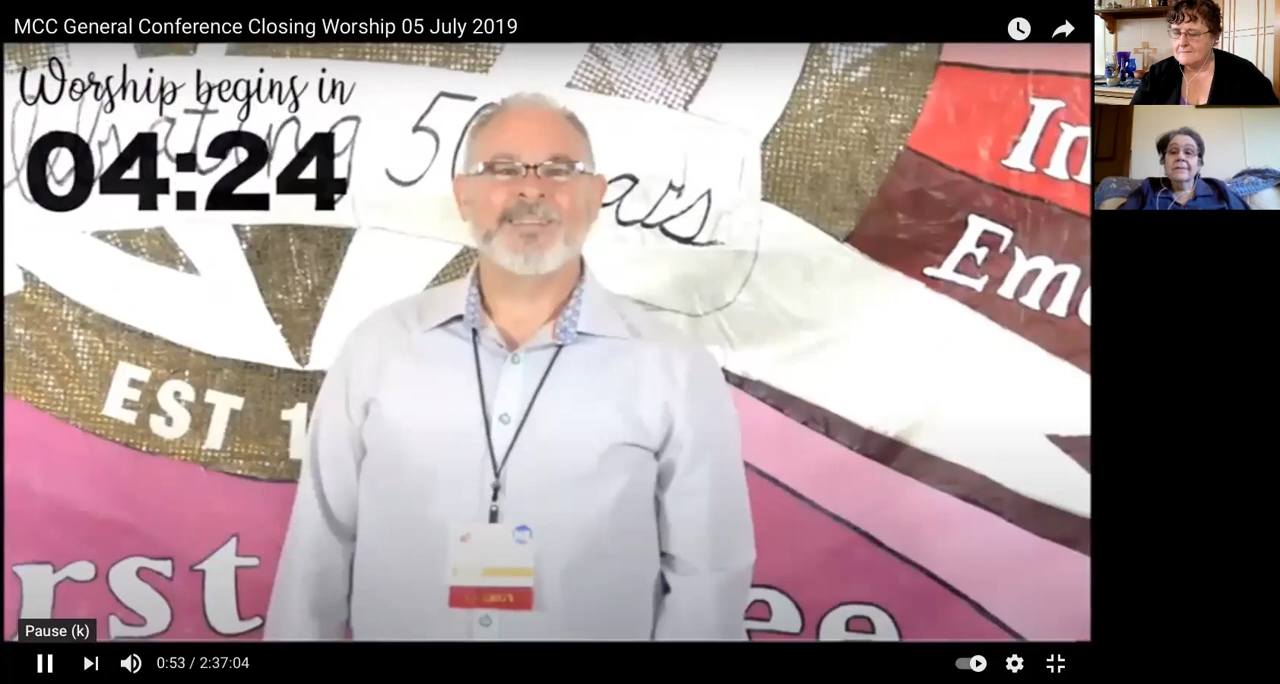 MCC General Conference Closing Worship 05 July 2019
Worship begins in
04:24
50
ars
In
Em
EST 1
rst
ee
Pause (k)
0:53 / 2:37:04